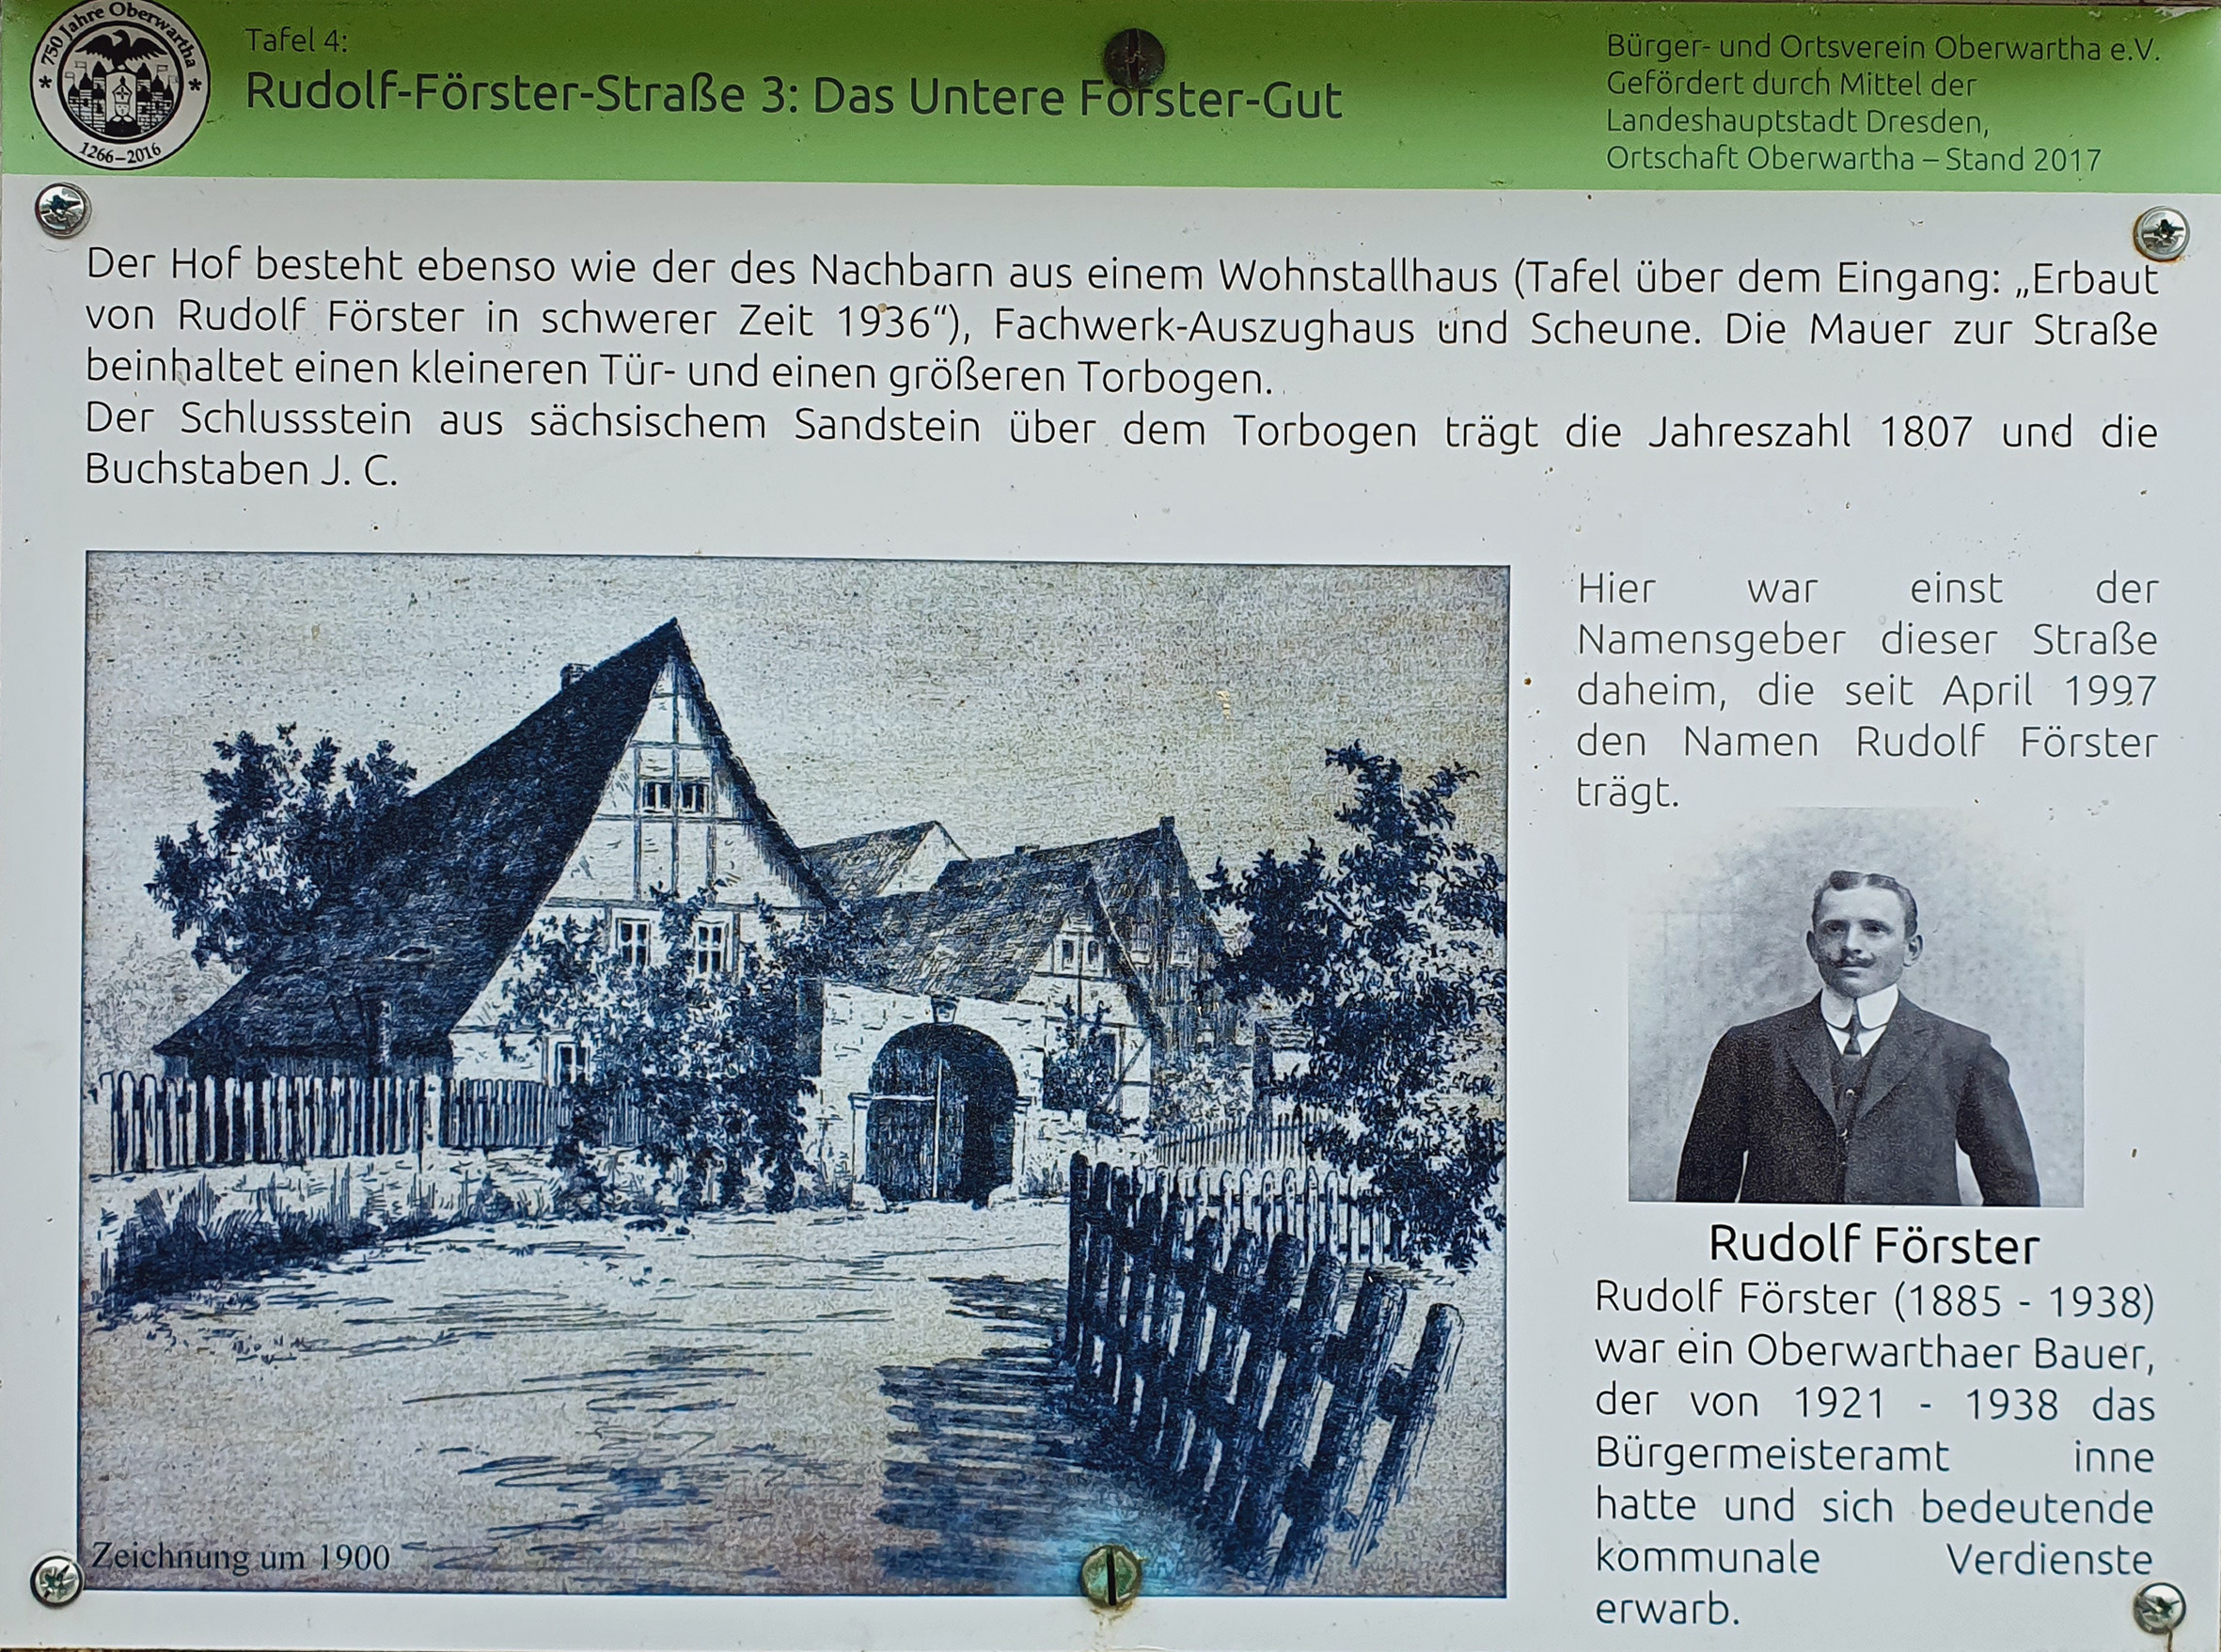 750 Jahre Oberwartha
1266–2016
Tafel 4:
Rudolf-Förster-Straße 3: Das Untere Förster-Gut
Bürger- und Ortsverein Oberwartha e.V.
Gefördert durch Mittel der
Landeshauptstadt Dresden,
Ortschaft Oberwartha – Stand 2017
Der Hof besteht ebenso wie der des Nachbarn aus einem Wohnstallhaus (Tafel über dem Eingang: „Erbaut
von Rudolf Förster in schwerer Zeit 1936“), Fachwerk-Auszughaus und Scheune. Die Mauer zur Straße
beinhaltet einen kleineren Tür- und einen größeren Torbogen.
Der Schlussstein aus sächsischem Sandstein über dem Torbogen trägt die Jahreszahl 1807 und die
Buchstaben J. C.
Hier war einst der
Namensgeber dieser Straße
daheim, die seit April 1997
den Namen Rudolf Förster
trägt.
Rudolf Förster
Rudolf Förster (1885 - 1938)
war ein Oberwarthaer Bauer,
der von 1921 - 1938 das
Bürgermeisteramt inne
hatte und sich bedeutende
kommunale Verdienste
erwarb.
Zeichnung um 1900